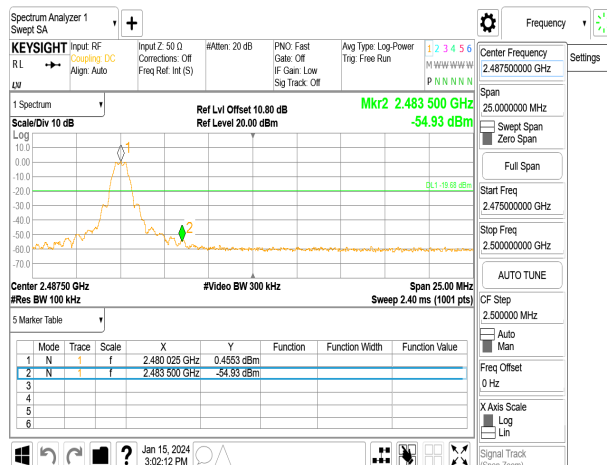 Spectrum Analyzer 1
Swept SA
Frequency
KEYSIGHT
Input: RF
Input Z: 50 Ω
#Atten: 20 dB
PNO: Fast
Avg Type: Log-Power
1 2 3 4 5 6
R L
Coupling: DC
Corrections: Off
Gate: Off
Trig: Free Run
M W W W W W
Align: Auto
Freq Ref: Int (S)
IF Gain: Low
Sig Track: Off
P N N N N N
LXI
1 Spectrum
Ref Lvl Offset 10.80 dB
Mkr2 2.483 500 GHz
Scale/Div 10 dB
Ref Level 20.00 dBm
-54.93 dBm
Log
10.0
0.00
-10.0
-20.0
-30.0
-40.0
-50.0
-60.0
-70.0
1
2
DL1 -19.68 dBm
Center 2.48750 GHz
#Video BW 300 kHz
Span 25.00 MHz
#Res BW 100 kHz
Sweep 2.40 ms (1001 pts)
5 Marker Table
Mode Trace Scale X Y Function Function Width Function Value
1 N 1 f 2.480 025 GHz 0.4553 dBm
2 N 1 f 2.483 500 GHz -54.93 dBm
3
4
5
6
Jan 15, 2024
3:02:12 PM
Center Frequency
2.487500000 GHz
Settings
Span
25.0000000 MHz
Swept Span
Zero Span
Full Span
Start Freq
2.475000000 GHz
Stop Freq
2.500000000 GHz
AUTO TUNE
CF Step
2.500000 MHz
Auto
Man
Freq Offset
0 Hz
X Axis Scale
Log
Lin
Signal Track
(Span Zoom)